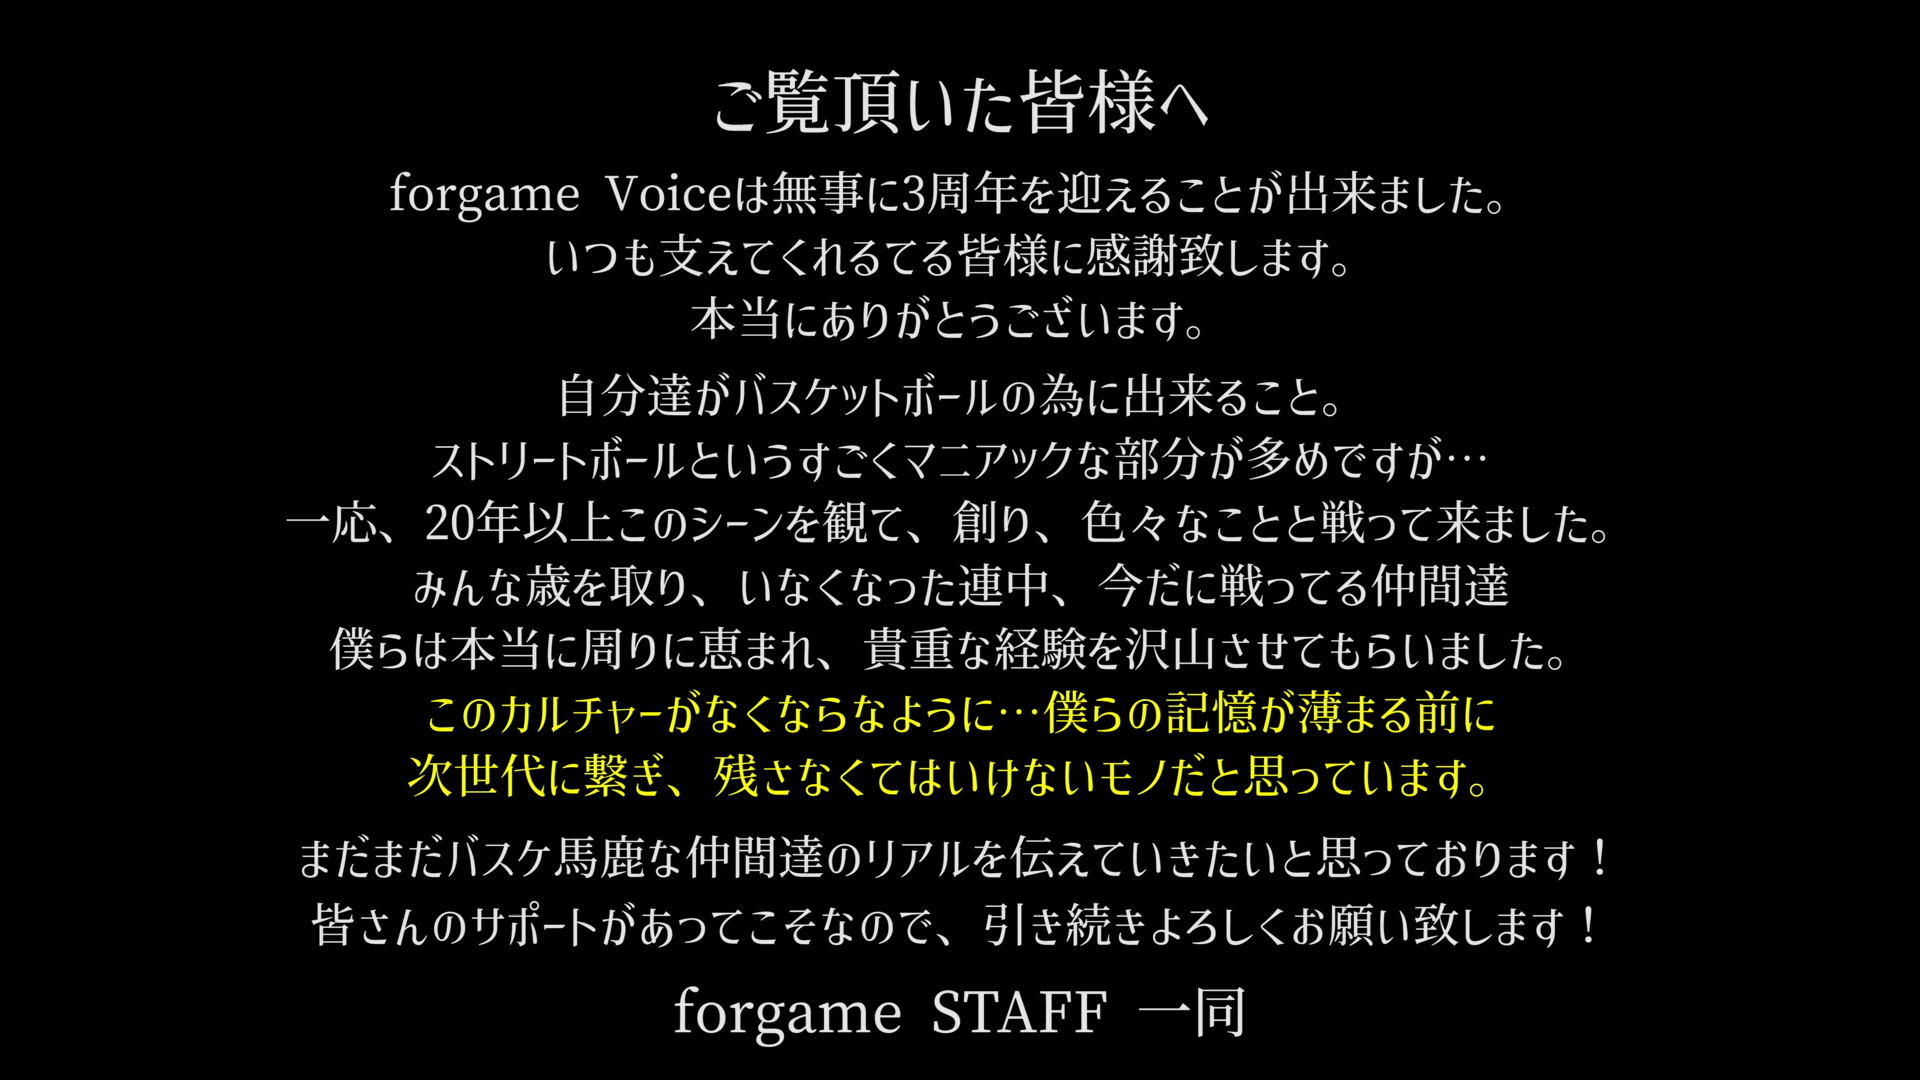 ご覧頂いた皆様へ
forgame Voiceは無事に3周年を迎えることが出来ました。
いつも支えてくれるてる皆様に感謝致します。
本当にありがとうございます。
自分達がバスケットボールの為に出来ること。
ストリートボールというすごくマニアックな部分が多めですが…
一応、20年以上このシーンを観て、創り、色々なことと戦って来ました。
みんな歳を取り、いなくなった連中、今だに戦ってる仲間達
僕らは本当に周りに恵まれ、貴重な経験を沢山させてもらいました。
このカルチャーがなくならなように…僕らの記憶が薄まる前に
次世代に繋ぎ、残さなくてはいけないモノだと思っています。
まだまだバスケ馬鹿な仲間達のリアルを伝えていきたいと思っております！
皆さんのサポートがあってこそなので、引き続きよろしくお願い致します！
forgame STAFF 一同